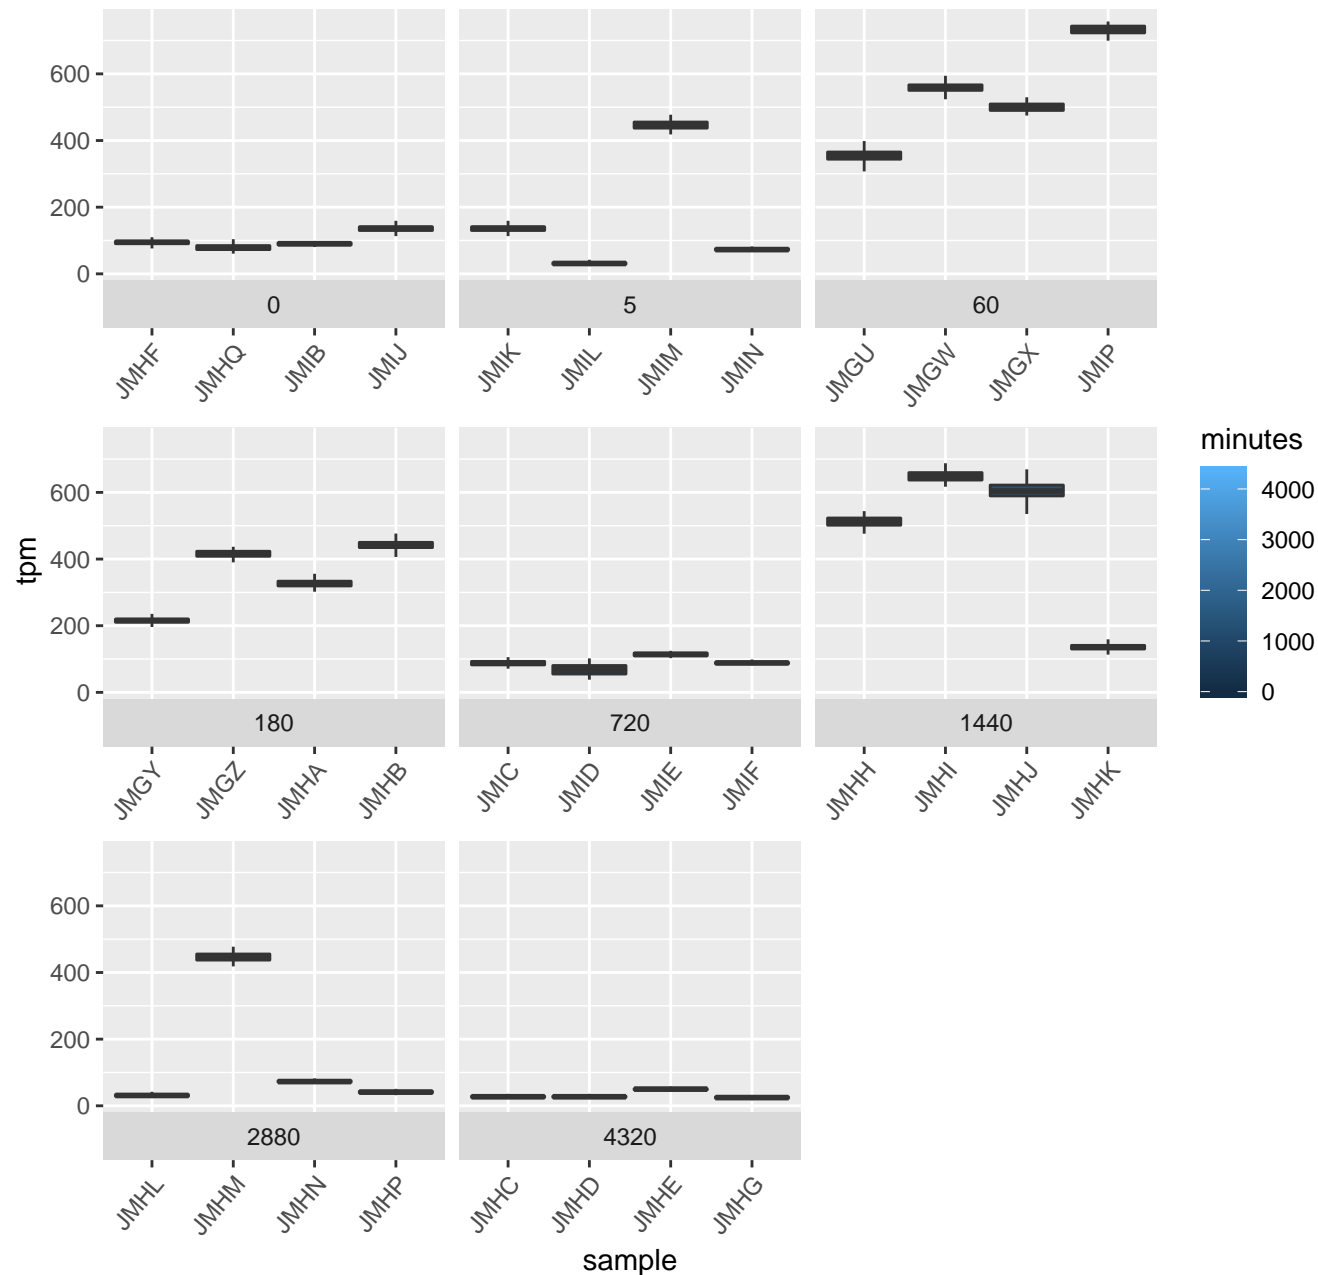 600
400
200
0
0 5 60
JMHF JMHQ JMIB JMIJ JMIK JMIL JMIM JMIN JMGU JMGW JMGX JMIP
tpm
600
400
200
0
180 720 1440
JMGY JMGZ JMHA JMHB JMIC JMID JMIE JMIF JMHH JMHI JMHJ JMHK
600
400
200
0
2880 4320
JMHL JMHM JMHN JMHP JMHC JMHD JMHE JMHG
sample
minutes
4000
3000
2000
1000
0